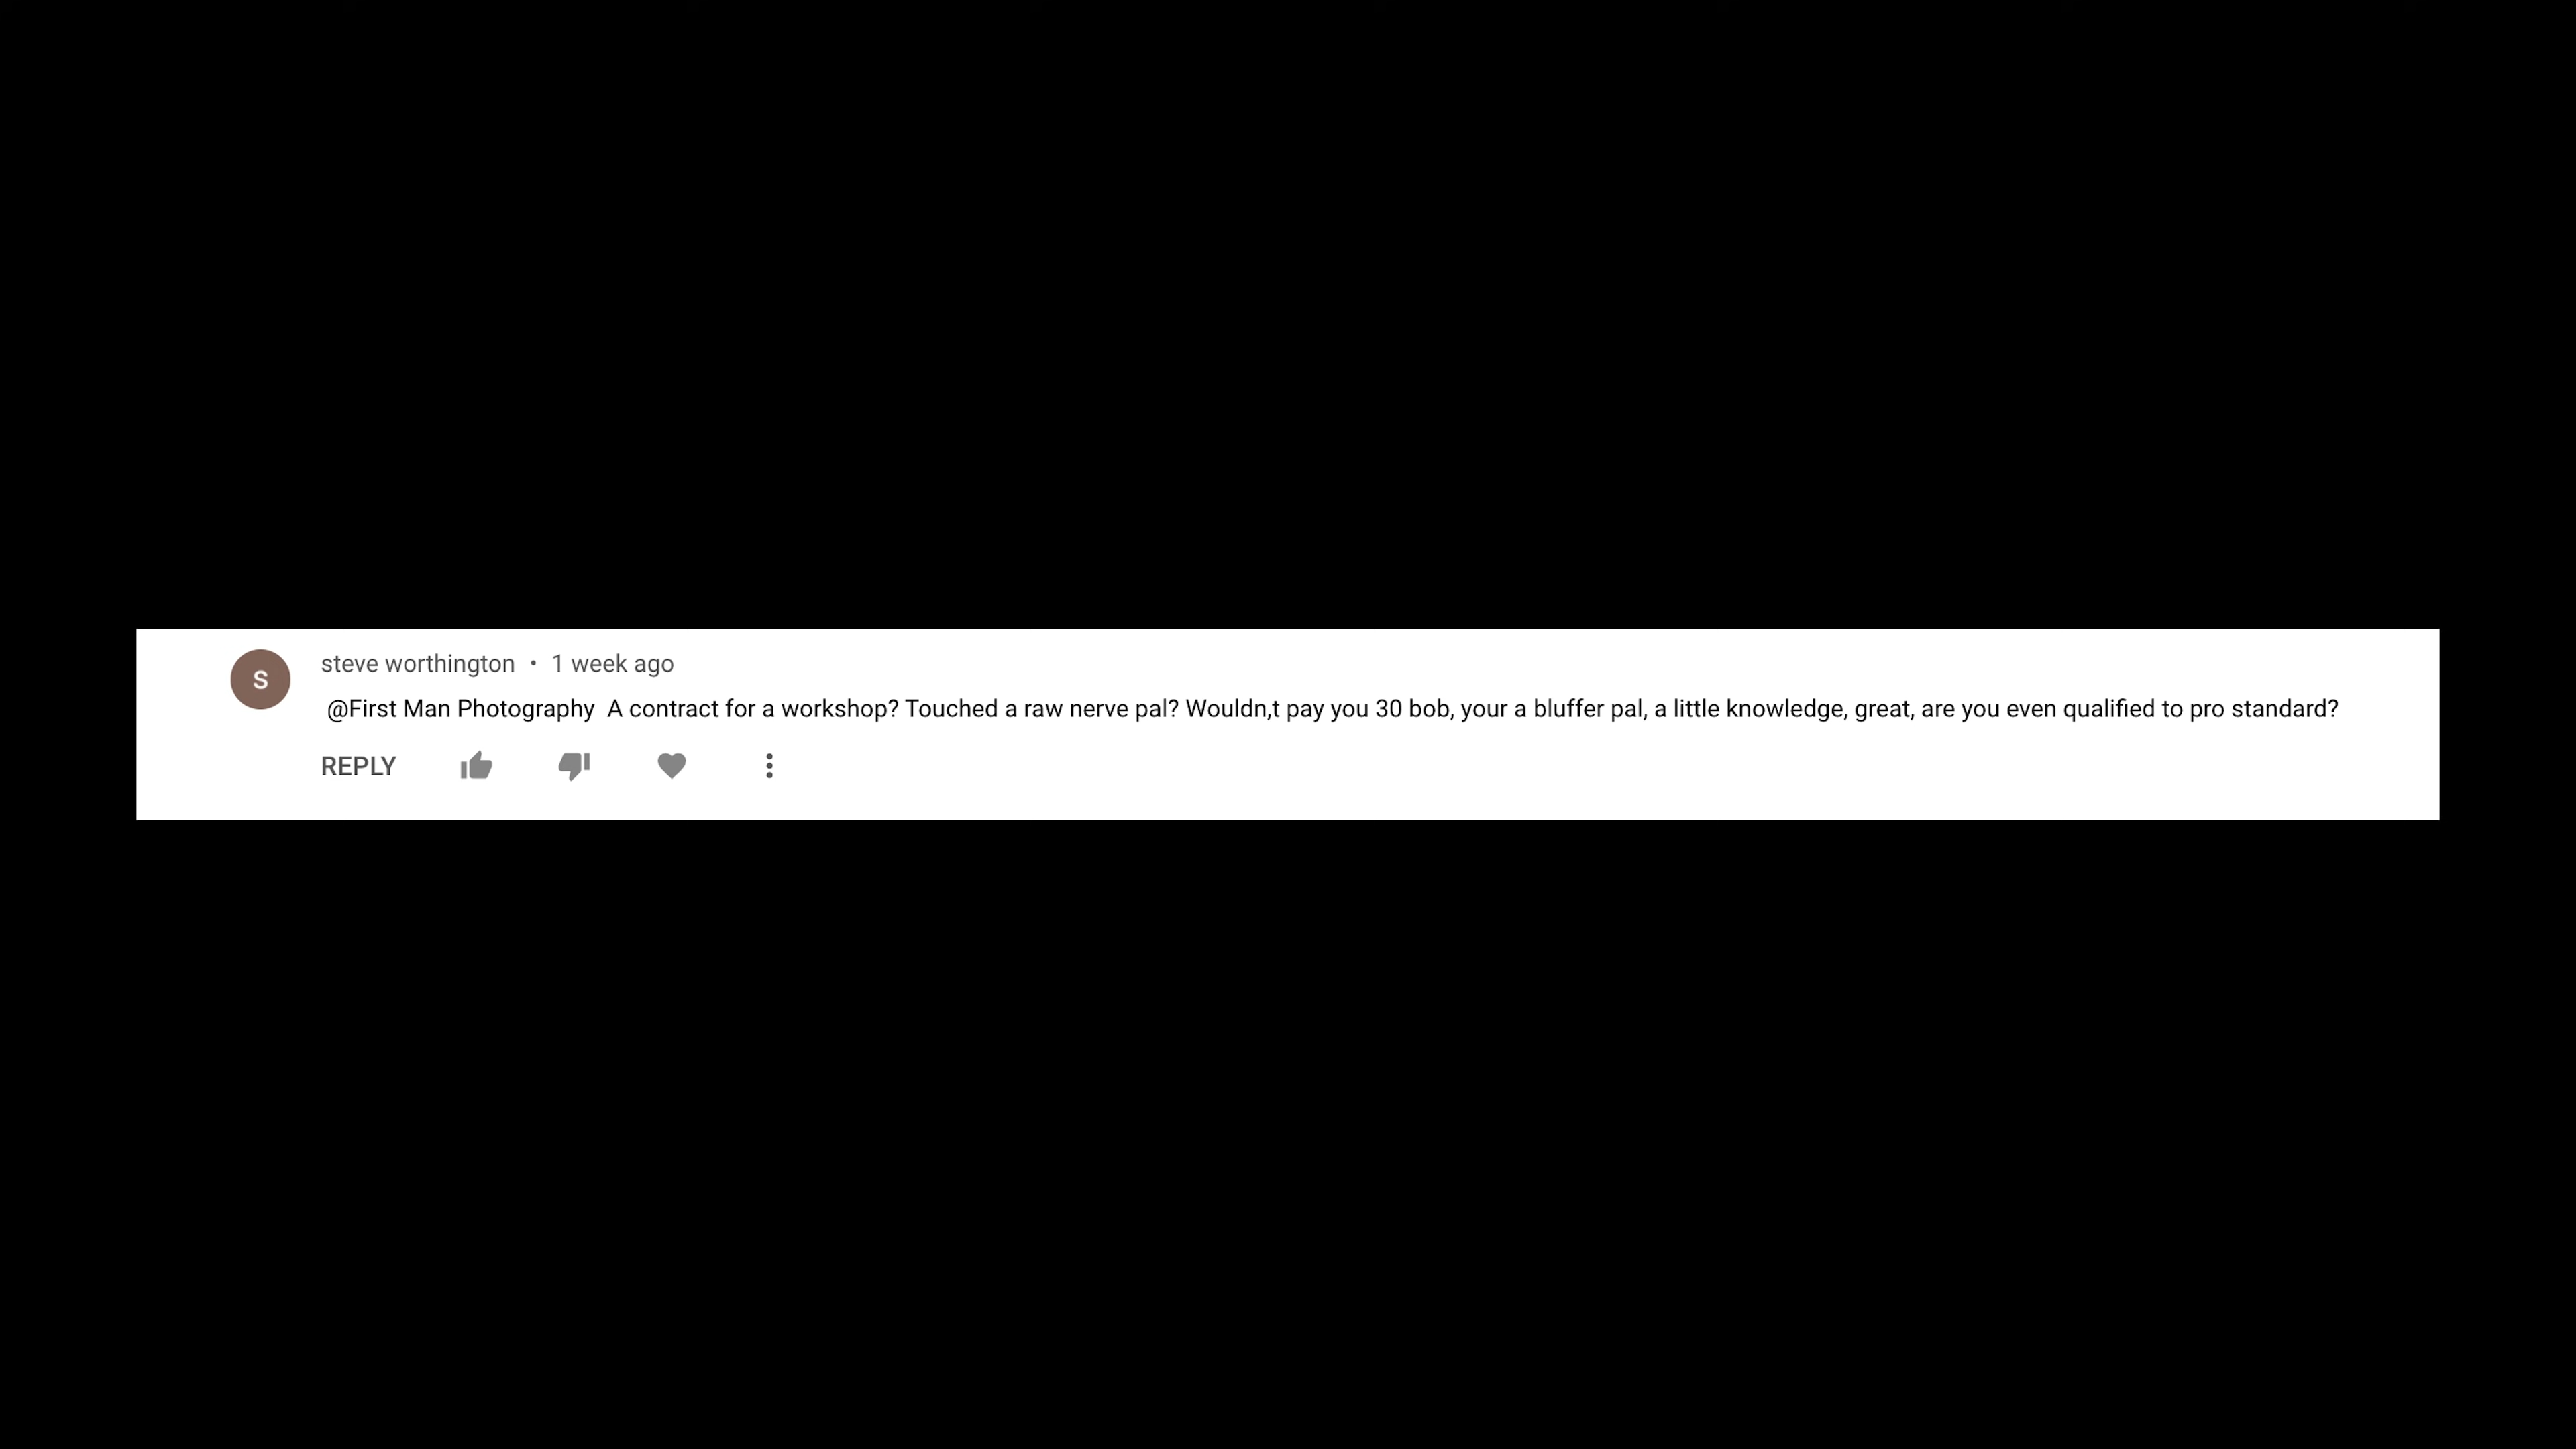 S
steve worthington • 1 week ago
@First Man Photography A contract for a workshop? Touched a raw nerve pal? Wouldn,t pay you 30 bob, your a bluffer pal, a little knowledge, great, are you even qualified to pro standard?
REPLY